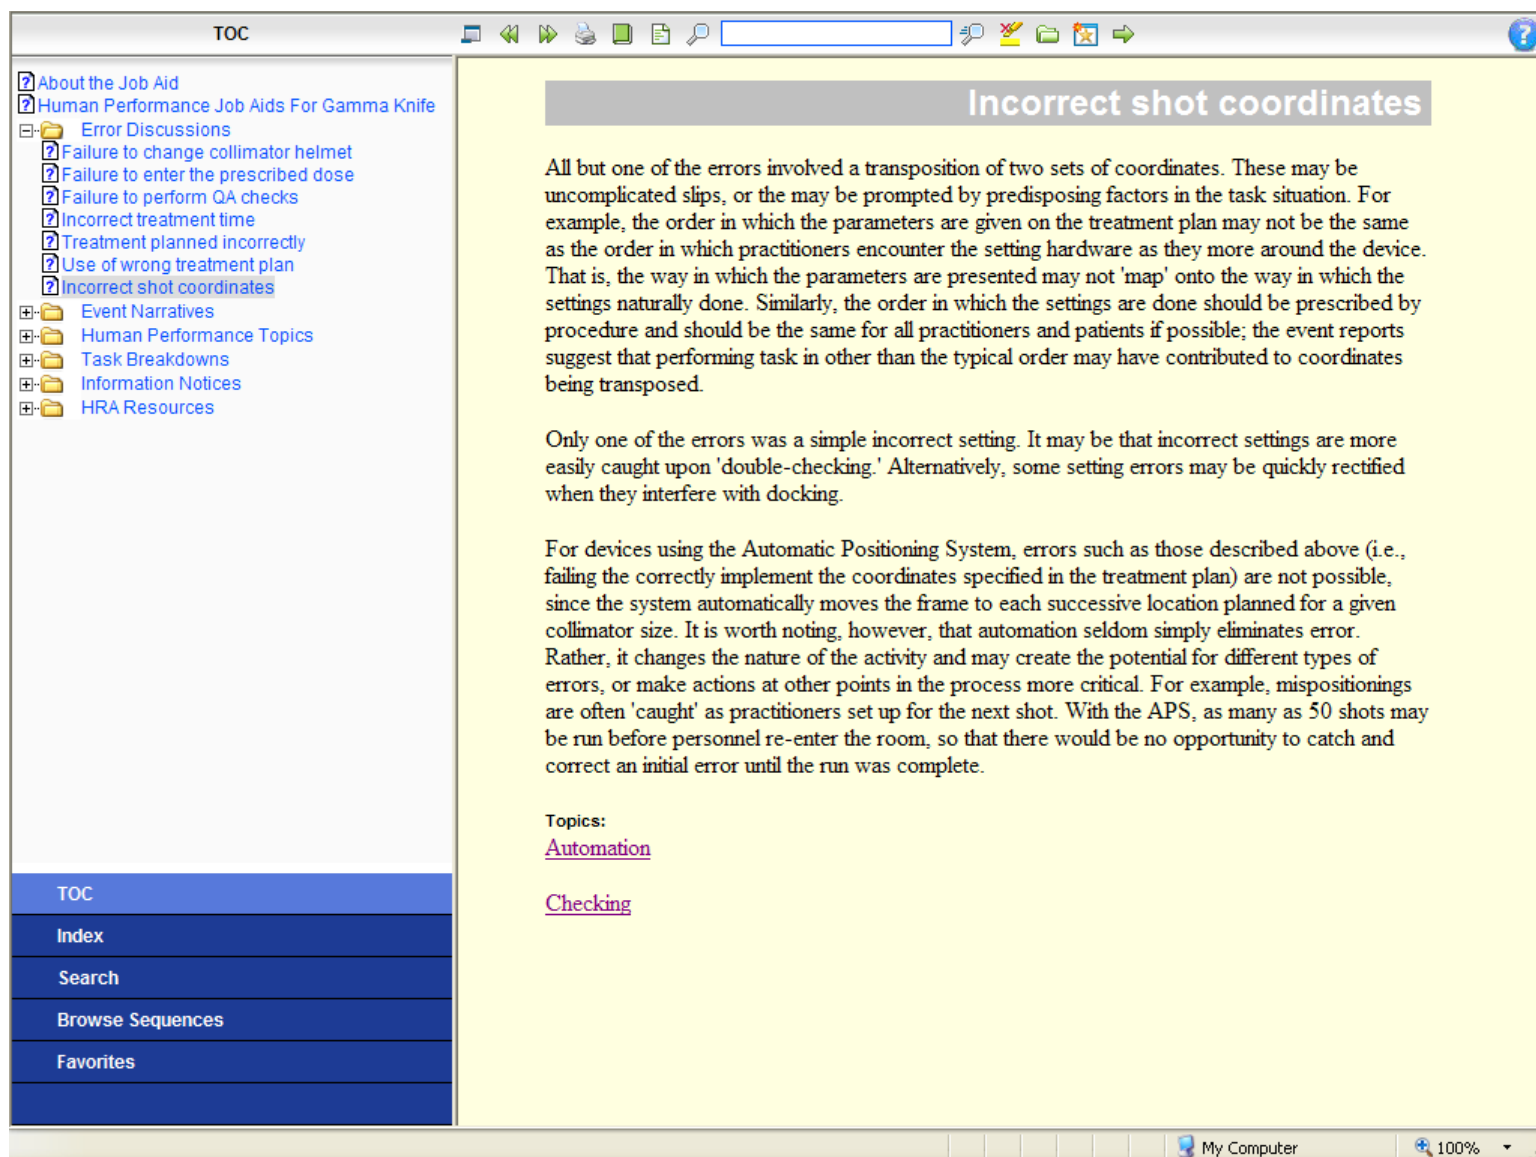 TOC
About the Job Aid
Human Performance Job Aids For Gamma Knife
Error Discussions
Failure to change collimator helmet
Failure to enter the prescribed dose
Failure to perform QA checks
Incorrect treatment time
Treatment planned incorrectly
Use of wrong treatment plan
Incorrect shot coordinates
Event Narratives
Human Performance Topics
Task Breakdowns
Information Notices
HRA Resources
TOC
Index
Search
Browse Sequences
Favorites
Incorrect shot coordinates
All but one of the errors involved a transposition of two sets of coordinates. These may be
uncomplicated slips, or the may be prompted by predisposing factors in the task situation. For
example, the order in which the parameters are given on the treatment plan may not be the same
as the order in which practitioners encounter the setting hardware as they more around the device.
That is, the way in which the parameters are presented may not 'map' onto the way in which the
settings naturally done. Similarly, the order in which the settings are done should be prescribed by
procedure and should be the same for all practitioners and patients if possible; the event reports
suggest that performing task in other than the typical order may have contributed to coordinates
being transposed.
Only one of the errors was a simple incorrect setting. It may be that incorrect settings are more
easily caught upon 'double-checking.' Alternatively, some setting errors may be quickly rectified
when they interfere with docking.
For devices using the Automatic Positioning System, errors such as those described above (i.e.,
failing the correctly implement the coordinates specified in the treatment plan) are not possible,
since the system automatically moves the frame to each successive location planned for a given
collimator size. It is worth noting, however, that automation seldom simply eliminates error.
Rather, it changes the nature of the activity and may create the potential for different types of
errors, or make actions at other points in the process more critical. For example, mispositionings
are often 'caught' as practitioners set up for the next shot. With the APS, as many as 50 shots may
be run before personnel re-enter the room, so that there would be no opportunity to catch and
correct an initial error until the run was complete.
Topics:
Automation
Checking
My Computer
100%